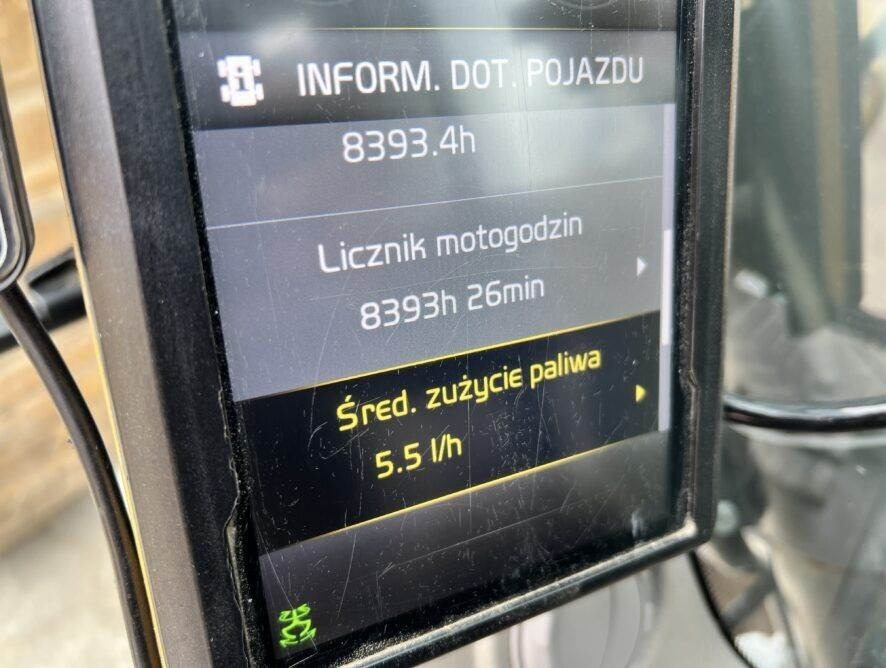 INFORM. DOT. POJAZDU
8393.4h
Licznik motogodzin
8393h 26min
Śred. zużycie paliwa
5.5 l/h